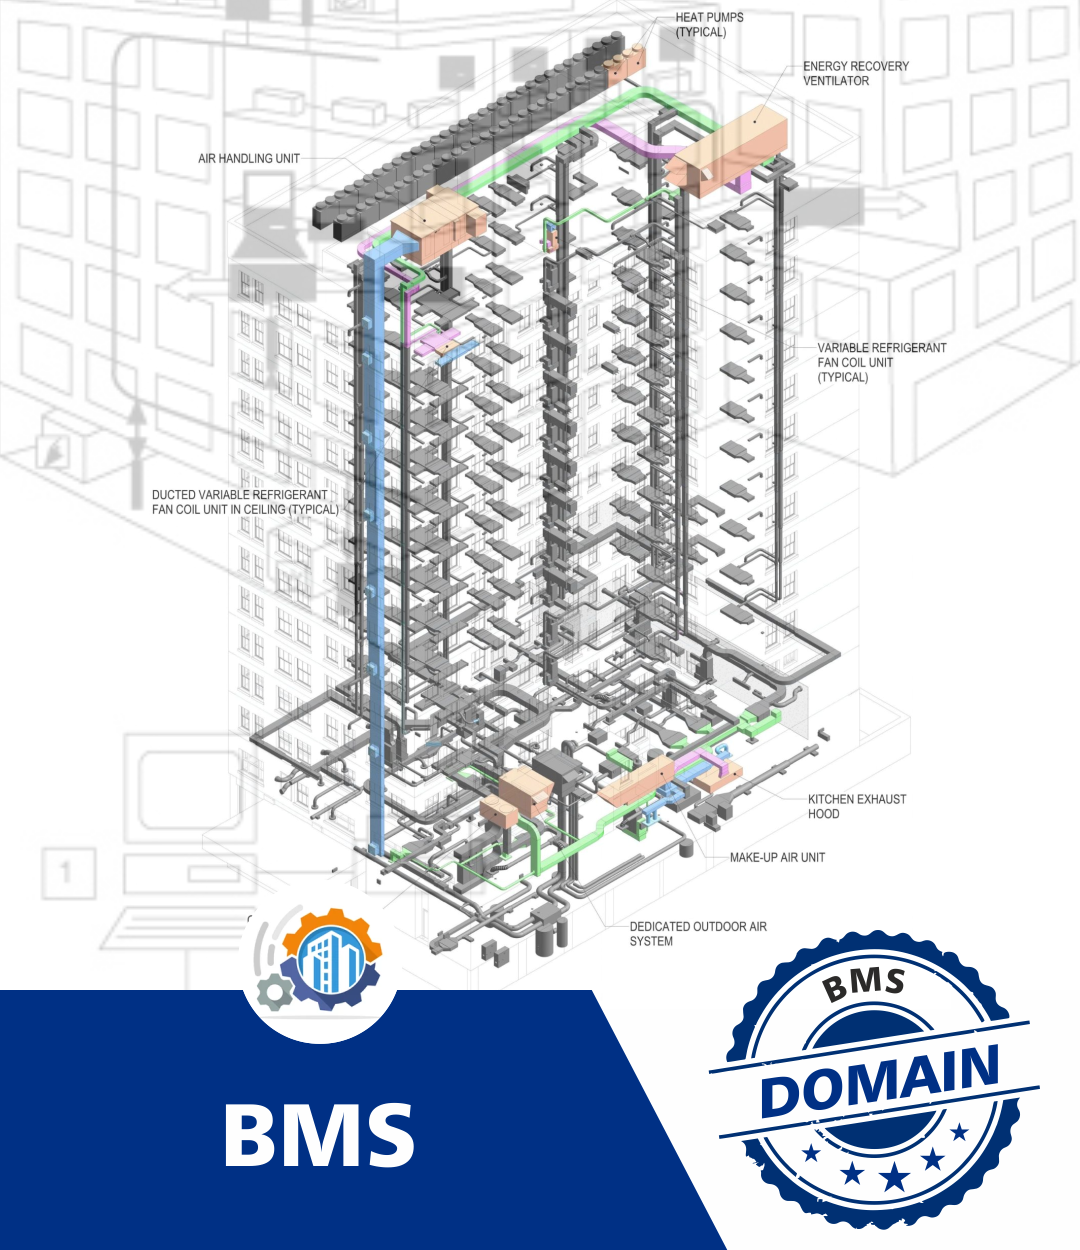 HEAT PUMPS
(TYPICAL)
ENERGY RECOVERY
VENTILATOR
AIR HANDLING UNIT
VARIABLE REFRIGERANT
FAN COIL UNIT
(TYPICAL)
DUCTED VARIABLE REFRIGERANT
FAN COIL UNIT IN CEILING (TYPICAL)
KITCHEN EXHAUST
HOOD
1
MAKE-UP AIR UNIT
DEDICATED OUTDOOR AIR
SYSTEM
BMS
DOMAIN
BMS